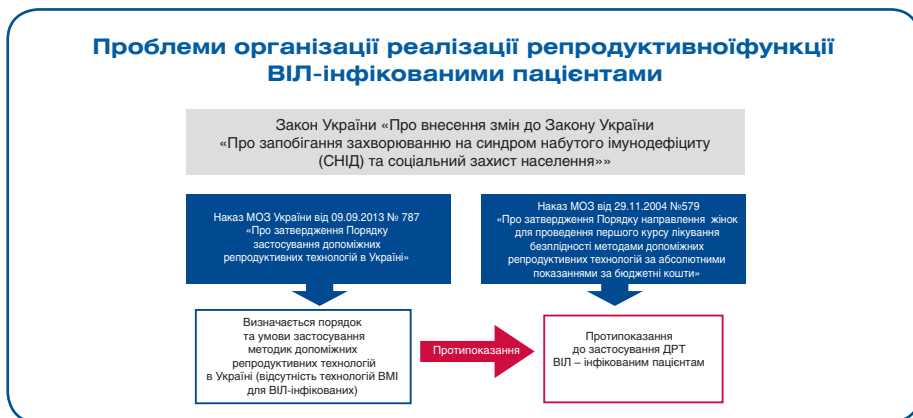 Проблеми організації реалізації репродуктивноїфункції
ВІЛ-інфікованими пацієнтами
Закон України «Про внесення змін до Закону України
«Про запобігання захворюванню на синдром набутого імунодефіциту
(СНІД) та соціальний захист населення»»
Наказ МОЗ України від 09.09.2013 № 787
«Про затвердження Порядку
застосування допоміжних
репродуктивних технологій в Україні»
Наказ МОЗ від 29.11.2004 №579
«Про затвердження Порядку направлення жінок
для проведення першого курсу лікування
безплідності методами допоміжних
репродуктивних технологій за абсолютними
показаннями за бюджетні кошти»
Визначається порядок
та умови застосування
методик допоміжних
репродуктивних технологій
в Україні (відсутність технологій ВМІ
для ВІЛ-інфікованих)
Протипоказання
Протипоказання
до застосування ДРТ
ВІЛ – інфікованим пацієнтам